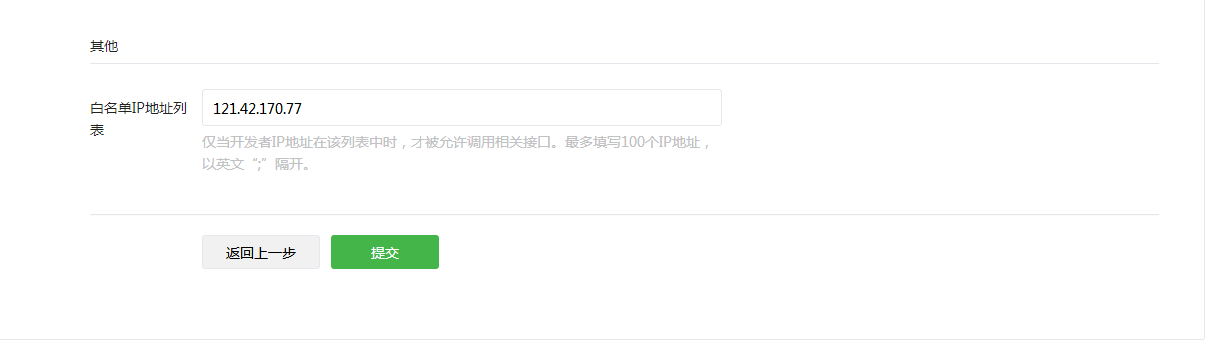 其他
白名单IP地址列
表
121.42.170.77
仅当开发者IP地址在该列表中时，才被允许调用相关接口。最多填写100个IP地址，
以英文“;”隔开。
返回上一步 提交